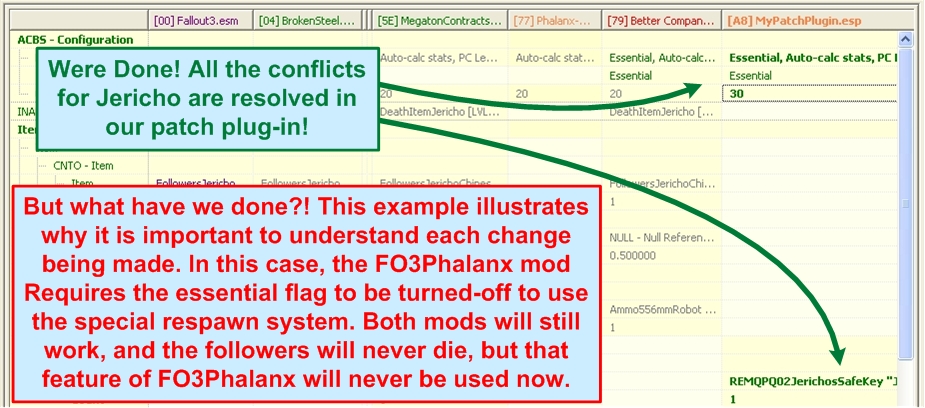 [00] Fallout3.esm [04] BrokenSteel.... [5E] MegatonContracts... [77] Phalanx-... [79] Better Compan... [A8] MyPatchPlugin.esp
ACBS - Configuration
Auto-calc stats, PC Le... Auto-calc stat... Essential, Auto-calc... Essential, Auto-calc stats, PC
Essential Essential
20 20 20 30
DeathItemJericho [LVL... DeathItemJericho [...
CNTO - Item
Item FollowersJericho FollowersJericho FollowersJerichoChines FollowersJerichoChi...
1
NULL - Null Referen...
0.500000
Ammo556mmRobot ...
1
REMQPQ02JerichosSafeKey "J
1
Were Done! All the conflicts
for Jericho are resolved in
our patch plug-in!
But what have we done?! This example illustrates
why it is important to understand each change
being made. In this case, the FO3Phalanx mod
Requires the essential flag to be turned-off to use
the special respawn system. Both mods will still
work, and the followers will never die, but that
feature of FO3Phalanx will never be used now.